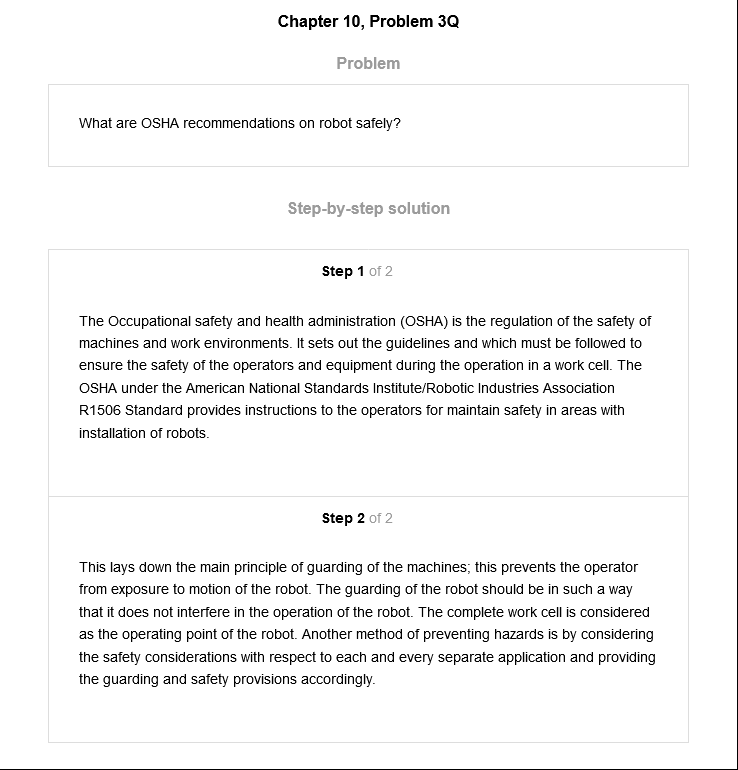 Chapter 10, Problem 3Q
Problem
What are OSHA recommendations on robot safely?
Step-by-step solution
Step 1 of 2
The Occupational safety and health administration (OSHA) is the regulation of the safety of
machines and work environments. It sets out the guidelines and which must be followed to
ensure the safety of the operators and equipment during the operation in a work cell. The
OSHA under the American National Standards Institute/Robotic Industries Association
R1506 Standard provides instructions to the operators for maintain safety in areas with
installation of robots.
Step 2 of 2
This lays down the main principle of guarding of the machines; this prevents the operator
from exposure to motion of the robot. The guarding of the robot should be in such a way
that it does not interfere in the operation of the robot. The complete work cell is considered
as the operating point of the robot. Another method of preventing hazards is by considering
the safety considerations with respect to each and every separate application and providing
the guarding and safety provisions accordingly.